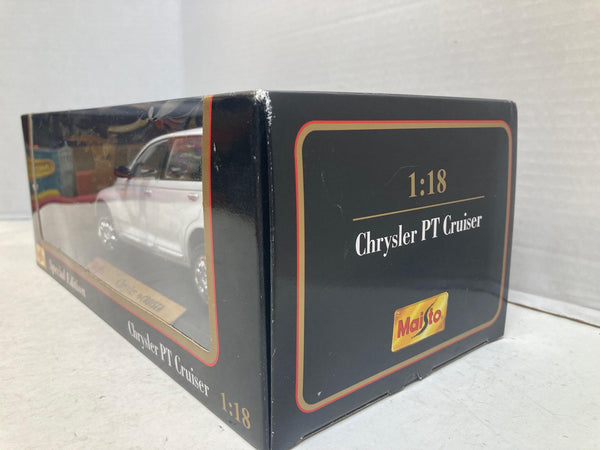 1:18
Chrysler PT Cruiser
Maisto
Special Edition
Chrysler PT Cruiser 1:18